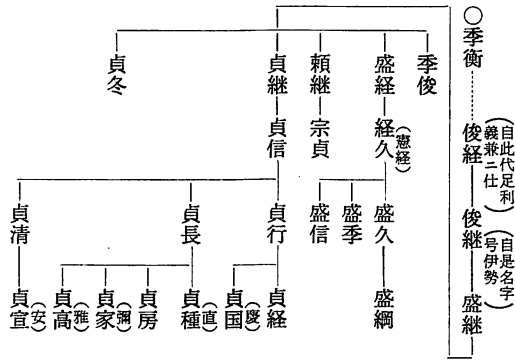 ○季衡
俊経
（自此代足利
義兼ニ仕）
俊継
（自是名字
号伊勢）
盛継
季俊
盛経
経久
（憲経）
盛久
盛綱
盛季
盛信
頼継
宗貞
貞継
貞信
貞行
貞経
貞国
（慶）
貞長
貞種
（直）
貞房
貞家
（彌）
貞高
（雅）
貞清
貞宣
（安）
貞冬